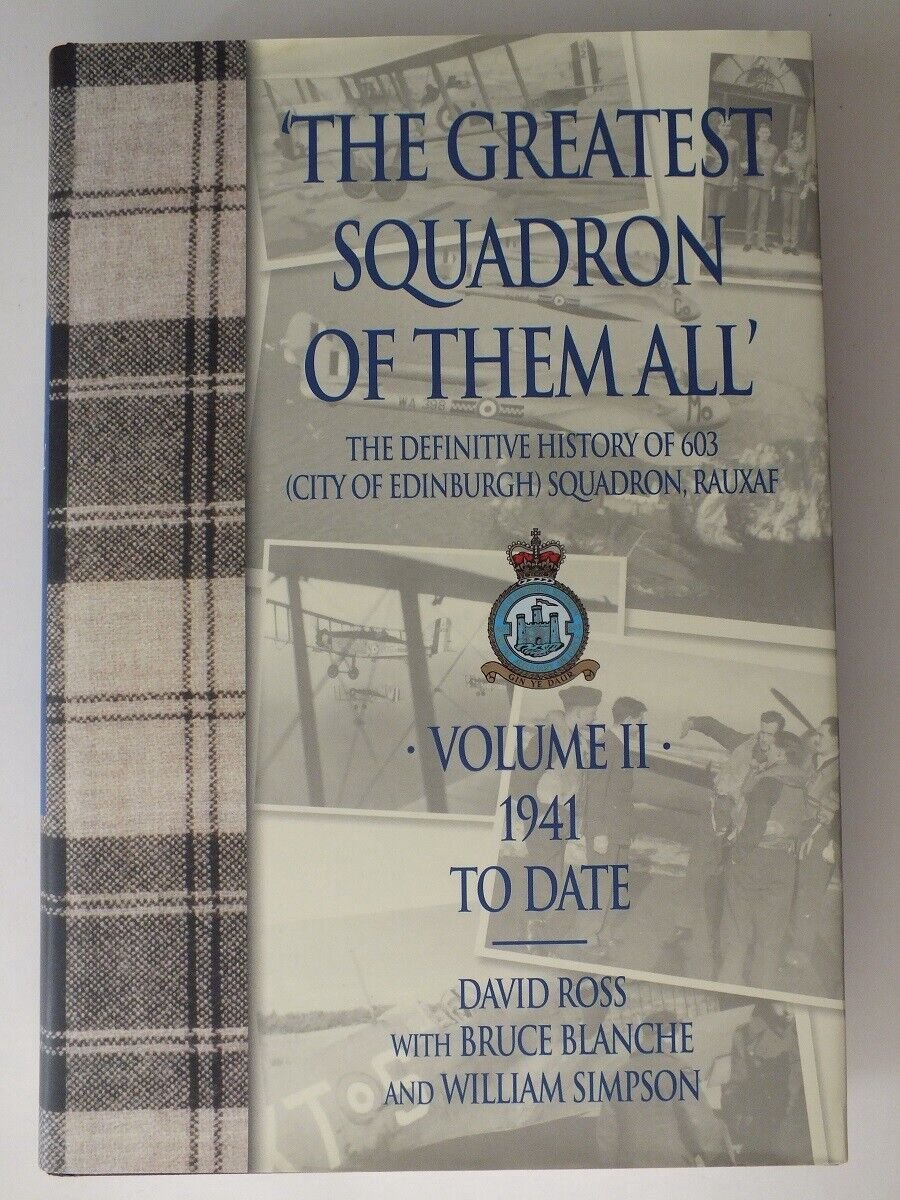 ‘THE GREATEST
SQUADRON
OF THEM ALL’
THE DEFINITIVE HISTORY OF 603
(CITY OF EDINBURGH) SQUADRON, RAUXAF
GIN YE DAUR
· VOLUME II ·
1941
TO DATE
DAVID ROSS
WITH BRUCE BLANCHE
AND WILLIAM SIMPSON